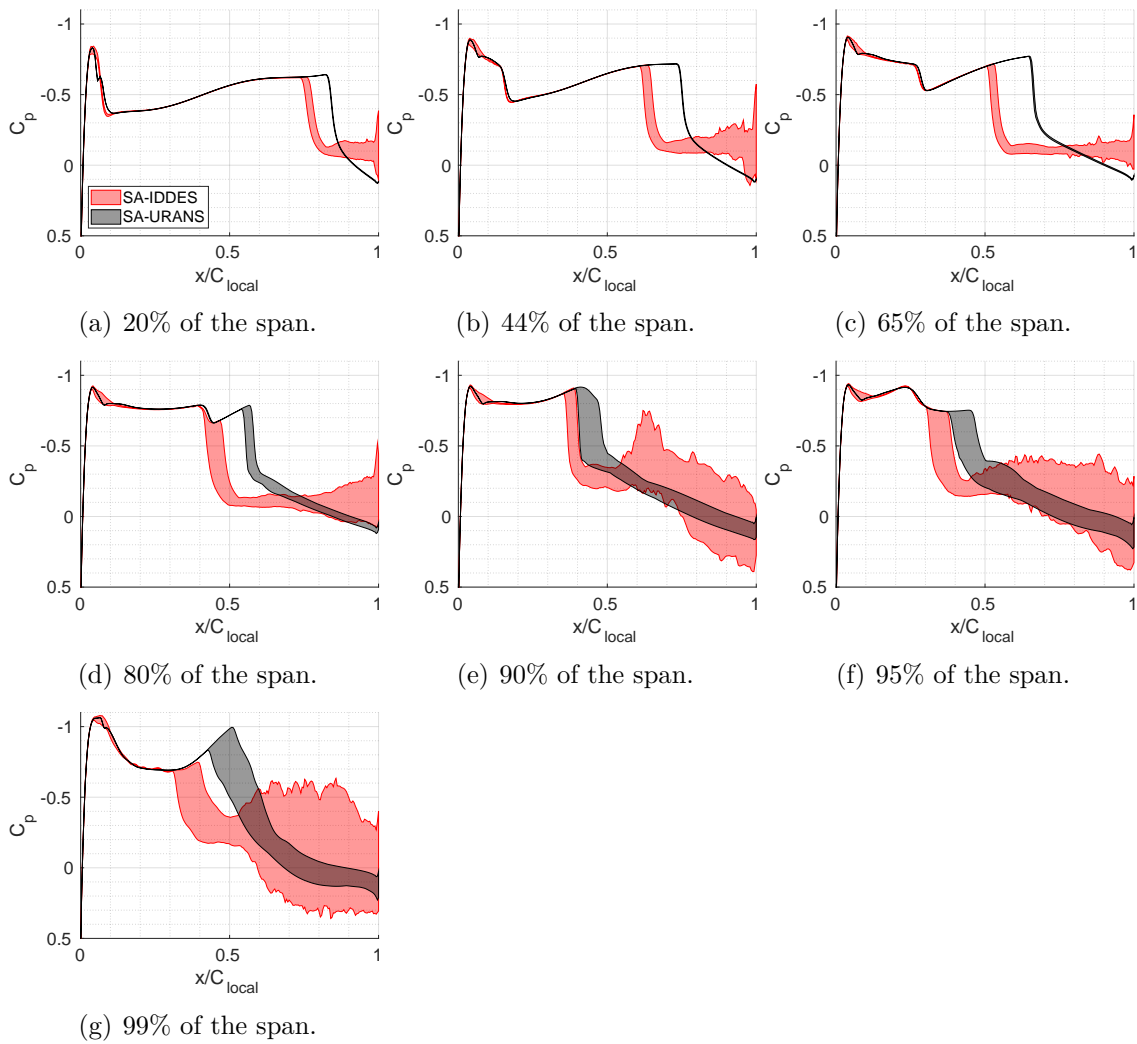 -1
-0.5
0
0.5
C_p
0
0.5
1
x/C_local
SA-IDDES
SA-URANS
(a) 20% of the span.
-1
-0.5
0
0.5
C_p
0
0.5
1
x/C_local
(b) 44% of the span.
-1
-0.5
0
0.5
C_p
0
0.5
1
x/C_local
(c) 65% of the span.
-1
-0.5
0
0.5
C_p
0
0.5
1
x/C_local
(d) 80% of the span.
-1
-0.5
0
0.5
C_p
0
0.5
1
x/C_local
(e) 90% of the span.
-1
-0.5
0
0.5
C_p
0
0.5
1
x/C_local
(f) 95% of the span.
-1
-0.5
0
0.5
C_p
0
0.5
1
x/C_local
(g) 99% of the span.